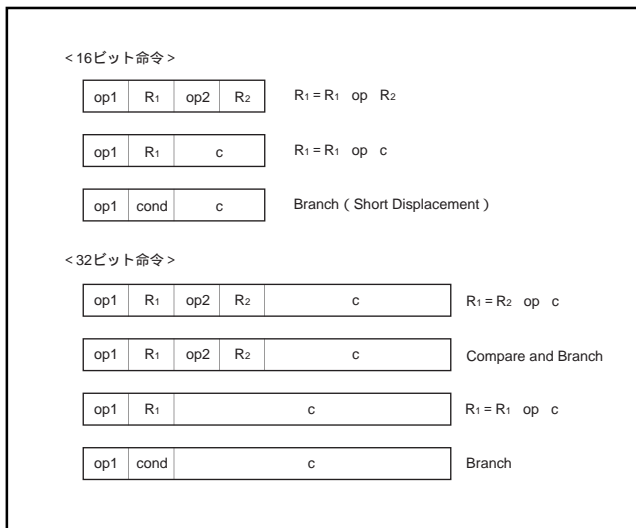 <16ビット命令>
op1 R1 op2 R2 R1 = R1 op R2
op1 R1 c R1 = R1 op c
op1 cond c Branch ( Short Displacement )
<32ビット命令>
op1 R1 op2 R2 c R1 = R2 op c
op1 R1 op2 R2 c Compare and Branch
op1 R1 c R1 = R1 op c
op1 cond c Branch